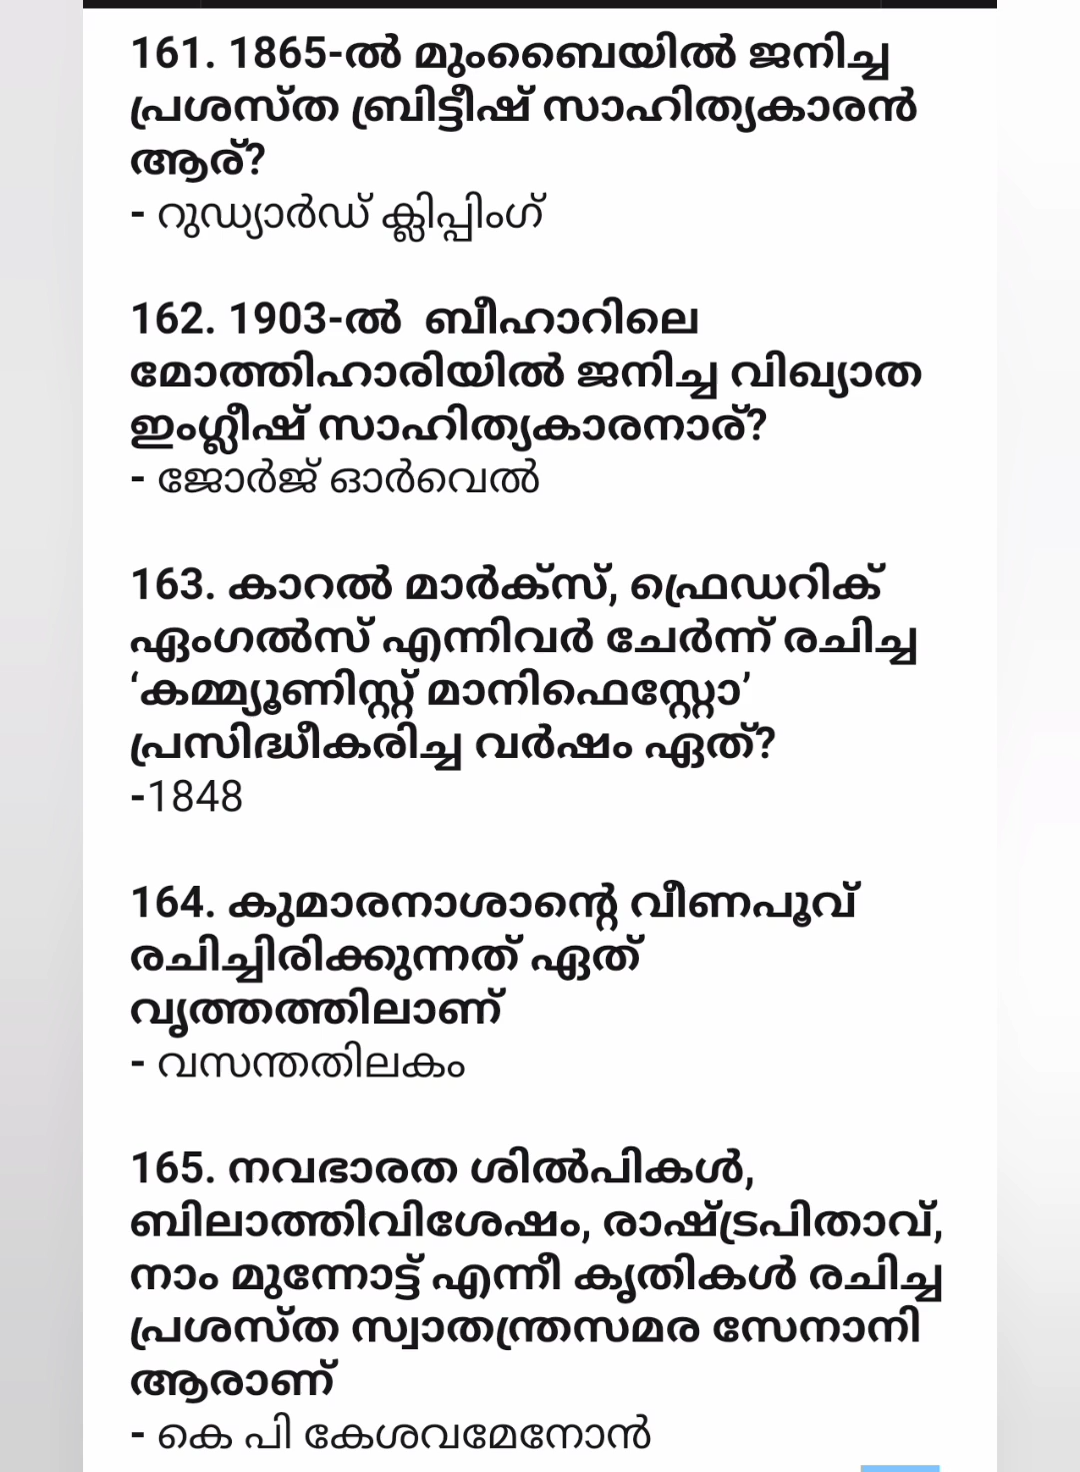 161. 1865-ൽ മുംബൈയിൽ ജനിച്ച
പ്രശസ്ത ബ്രിട്ടീഷ് സാഹിത്യകാരൻ
ആര്?
- റുഡ്യാർഡ് ക്ലിപ്പിംഗ്
162. 1903-ൽ ബീഹാറിലെ
മോത്തിഹാരിയിൽ ജനിച്ച വിഖ്യാത
ഇംഗ്ലീഷ് സാഹിത്യകാരനാര്?
- ജോർജ് ഓർവെൽ
163. കാറൽ മാർക്സ്, ഫ്രെഡറിക്
ഏംഗൽസ് എന്നിവർ ചേർന്ന് രചിച്ച
‘കമ്മ്യൂണിസ്റ്റ് മാനിഫെസ്റ്റോ’
പ്രസിദ്ധീകരിച്ച വർഷം ഏത്?
-1848
164. കുമാരനാശാന്റെ വീണപൂവ്
രചിച്ചിരിക്കുന്നത് ഏത്
വൃത്തത്തിലാണ്
- വസന്തതിലകം
165. നവഭാരത ശിൽപികൾ,
ബിലാത്തിവിശേഷം, രാഷ്ട്രപിതാവ്,
നാം മുന്നോട്ട് എന്നീ കൃതികൾ രചിച്ച
പ്രശസ്ത സ്വാതന്ത്രസമര സേനാനി
ആരാണ്
- കെ പി കേശവമേനോൻ